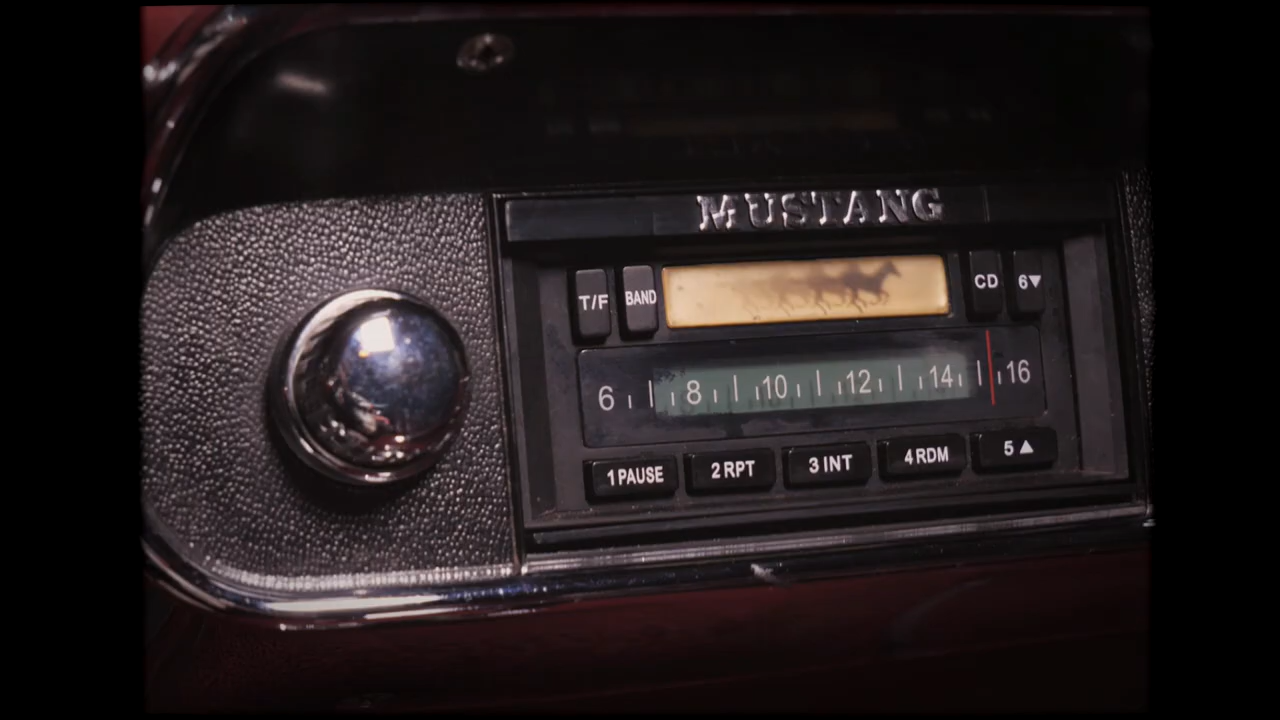 MUSTANG
T/F BAND CD 6▼
6 8 10 12 14 16
1 PAUSE 2 RPT 3 INT 4 RDM 5▲